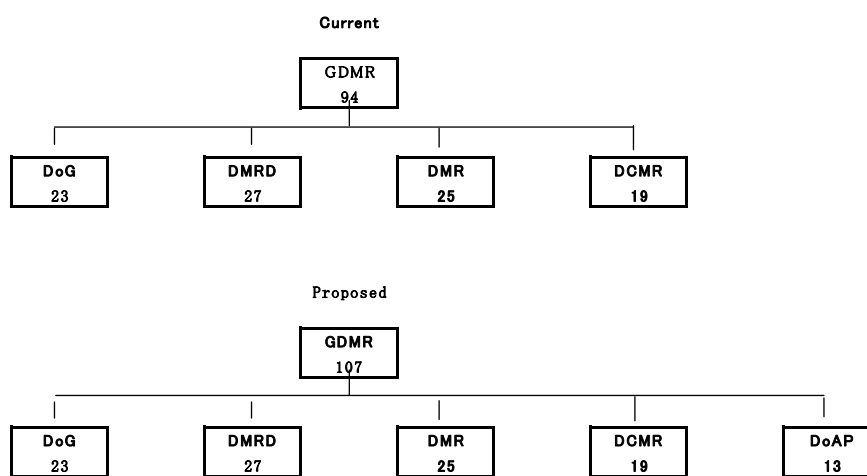 Current
GDMR
94
DoG DMRD DMR DCMR
23 27 25 19
Proposed
GDMR
107
DoG DMRD DMR DCMR DoAP
23 27 25 19 13